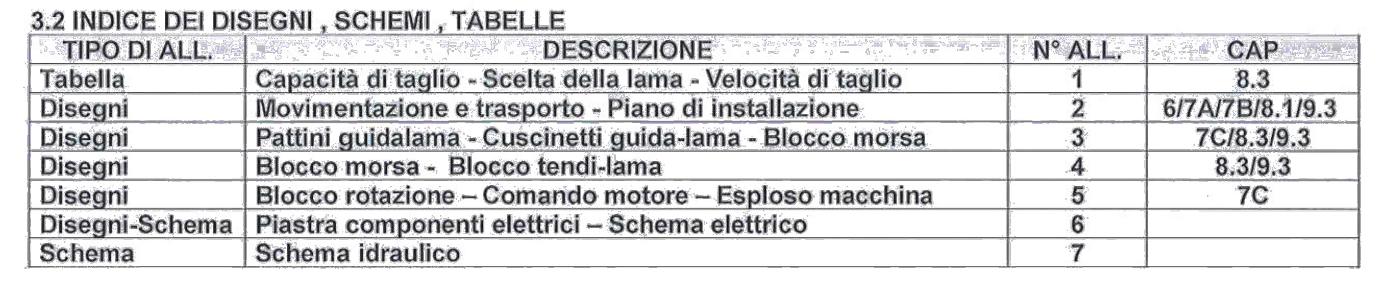 3.2 INDICE DEI DISEGNI , SCHEMI , TABELLE
TIPO DI ALL. DESCRIZIONE N° ALL. CAP
Tabella Capacità di taglio - Scelta della lama - Velocità di taglio 1 8.3
Disegni Movimentazione e trasporto - Piano di installazione 2 6/7A/7B/8.1/9.3
Disegni Pattini guidalama - Cuscinetti guida-lama - Blocco morsa 3 7C/8.3/9.3
Disegni Blocco morsa - Blocco tendi-lama 4 8.3/9.3
Disegni Blocco rotazione – Comando motore – Esploso macchina 5 7C
Disegni-Schema Piastra componenti elettrici – Schema elettrico 6
Schema Schema idraulico 7